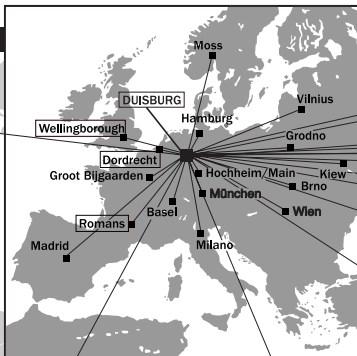 Moss
Vilnius
DUISBURG
Hamburg
Wellingborough
Grodno
Dordrecht
Kiew
Groot Bijgaarden
Hochheim/Main
Brno
München
Basel
Wien
Romans
Madrid
Milano